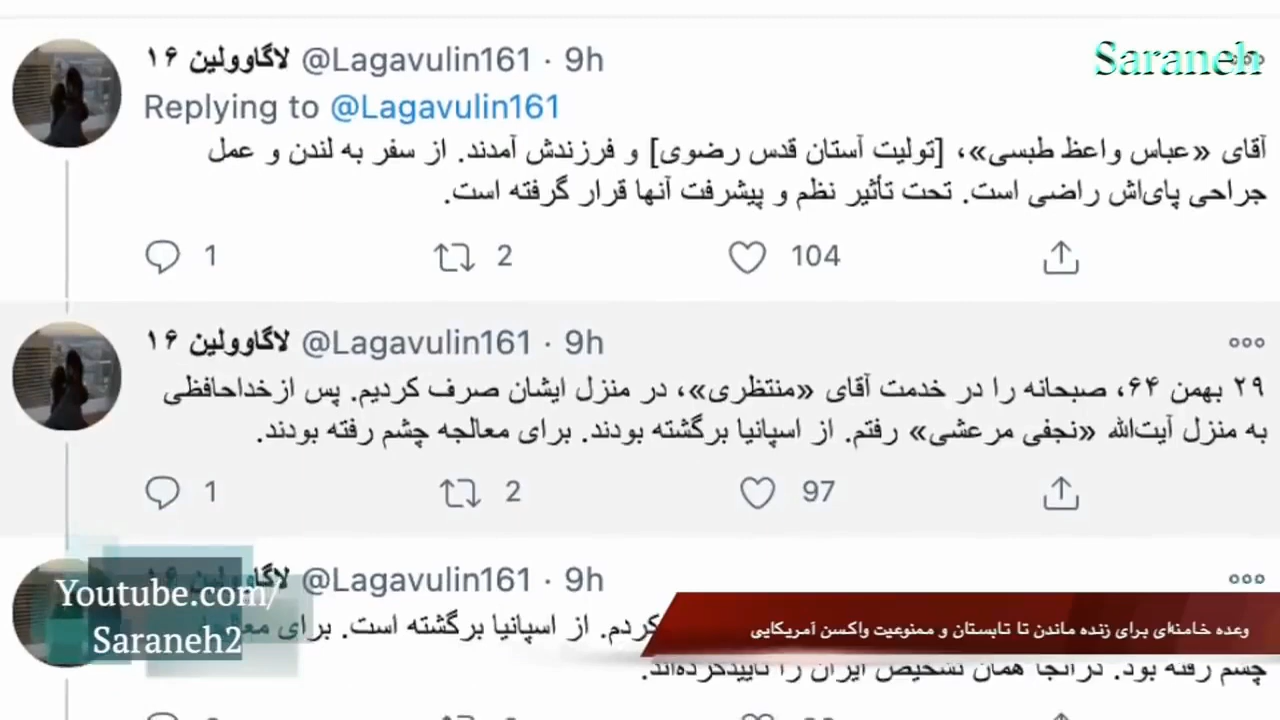 لاگاوولین ۱۶ @Lagavulin161 · 9h
Saraneh
Replying to @Lagavulin161
آقای «عباس واعظ طبسی»، [تولیت آستان قدس رضوی] و فرزندش آمدند. از سفر به لندن و عمل
جراحی پای‌اش راضی است. تحت تأثیر نظم و پیشرفت آنها قرار گرفته است.
1 2 104
لاگاوولین ۱۶ @Lagavulin161 · 9h
۲۹ بهمن ۶۴، صبحانه را در خدمت آقای «منتظری»، در منزل ایشان صرف کردیم. پس ازخداحافظی
به منزل آیت‌الله «نجفی مرعشی» رفتم. از اسپانیا برگشته بودند. برای معالجه چشم رفته بودند.
1 2 97
لاگاوولین ۱۶ @Lagavulin161 · 9h
Youtube.com/
Saraneh2
کردم. از اسپانیا برگشته است. برای معالجه
وعده خامنه‌ای برای زنده ماندن تا تابستان و ممنوعیت واکسن آمریکایی
چشم رفته بود. درآنجا همان تشخیص ایران را تاییدکرده‌اند.